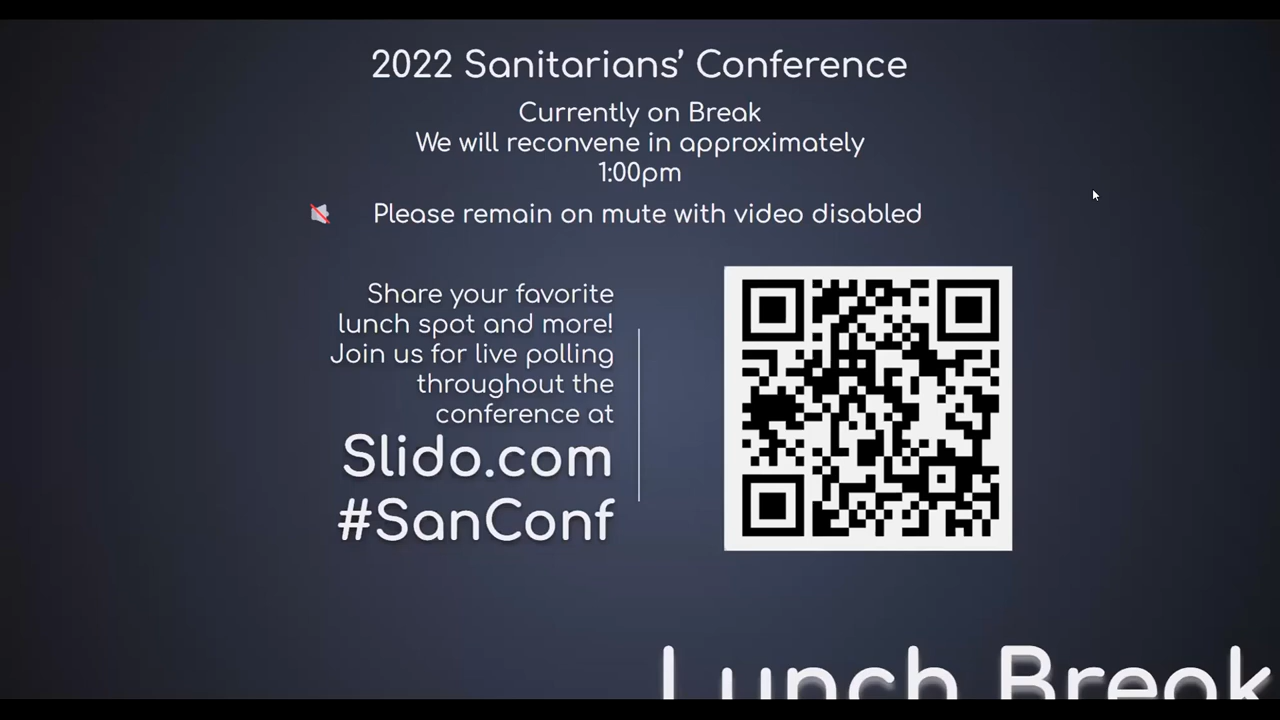 2022 Sanitarians’ Conference
Currently on Break
We will reconvene in approximately
1:00pm
Please remain on mute with video disabled
Share your favorite
lunch spot and more!
Join us for live polling
throughout the
conference at
Slido.com
#SanConf
Lunch Break